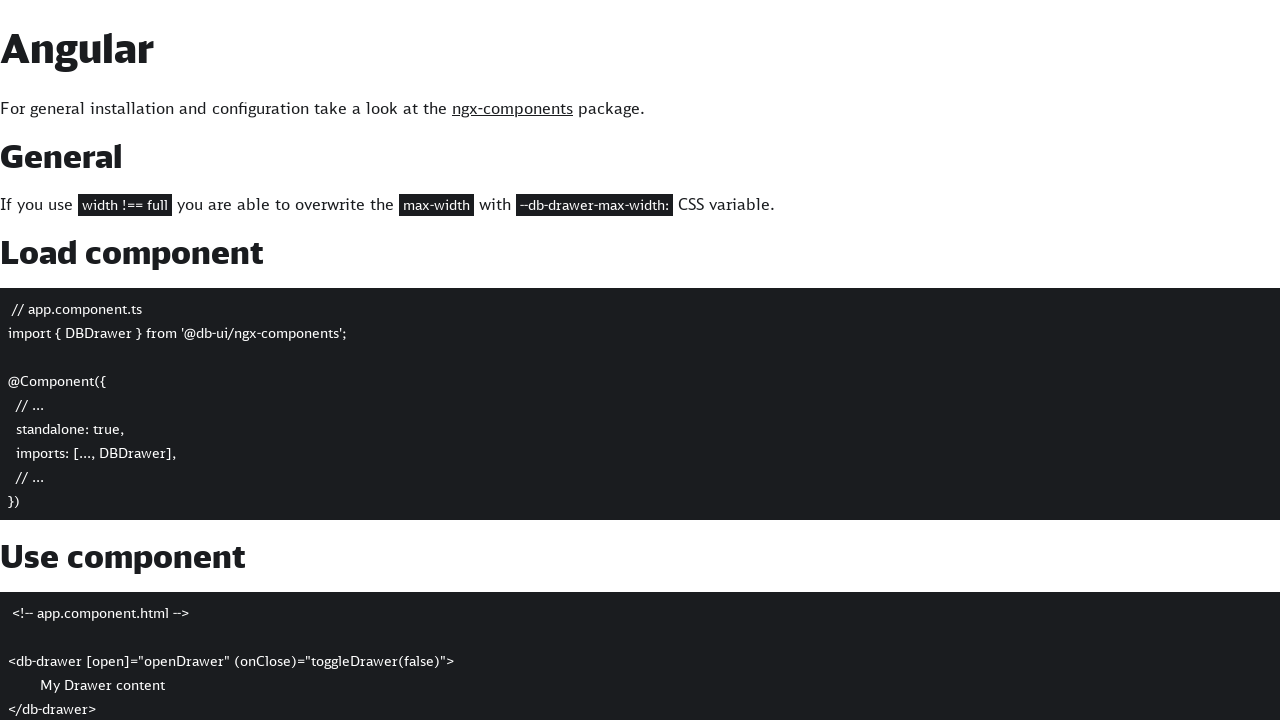 Angular
For general installation and configuration take a look at the ngx-components package.
General
If you use width !== full you are able to overwrite the max-width with --db-drawer-max-width: CSS variable.
Load component
// app.component.ts
import { DBDrawer } from '@db-ui/ngx-components';
@Component({
// ...
standalone: true,
imports: [..., DBDrawer],
// ...
})
Use component
<!-- app.component.html -->
<db-drawer [open]="openDrawer" (onClose)="toggleDrawer(false)">
My Drawer content
</db-drawer>